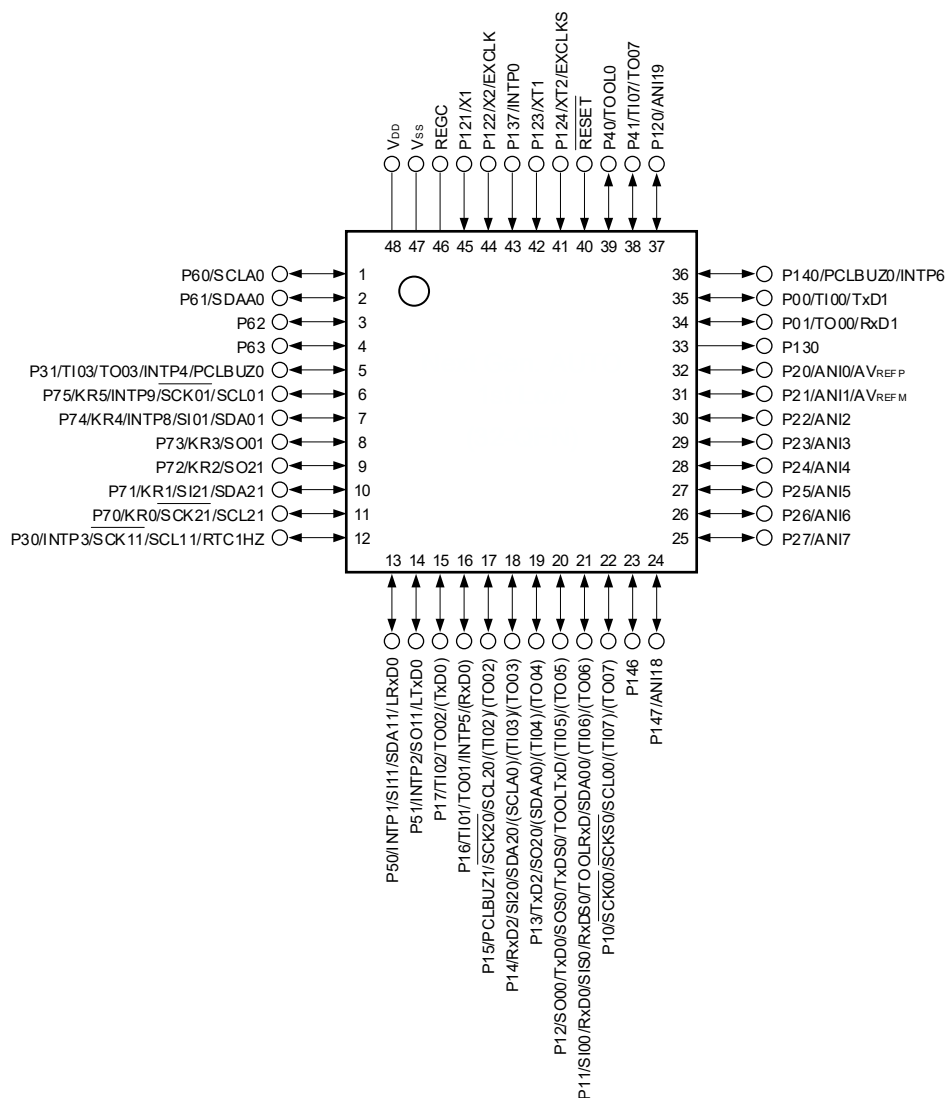 VDD
VSS
REGC
P121/X1
P122/X2/EXCLK
P137/INTP0
P123/XT1
P124/XT2/EXCLKS
RESET
P40/TOOL0
P41/TI07/TO07
P120/ANI19
48 47 46 45 44 43 42 41 40 39 38 37
P60/SCLA0 1
P61/SDAA0 2
P62 3
P63 4
P31/TI03/TO03/INTP4/PCLBUZ0 5
P75/KR5/INTP9/SCK01/SCL01 6
P74/KR4/INTP8/SI01/SDA01 7
P73/KR3/SO01 8
P72/KR2/SO21 9
P71/KR1/SI21/SDA21 10
P70/KR0/SCK21/SCL21 11
P30/INTP3/SCK11/SCL11/RTC1HZ 12
36 P140/PCLBUZ0/INTP6
35 P00/TI00/TxD1
34 P01/TO00/RxD1
33 P130
32 P20/ANI0/AVREFP
31 P21/ANI1/AVREFM
30 P22/ANI2
29 P23/ANI3
28 P24/ANI4
27 P25/ANI5
26 P26/ANI6
25 P27/ANI7
13 14 15 16 17 18 19 20 21 22 23 24
P50/INTP1/SI11/SDA11/LRxD0
P51/INTP2/SO11/LTxD0
P17/TI02/TO02/(TxD0)
P16/TI01/TO01/INTP5/(RxD0)
P15/PCLBUZ1/SCK20/SCL20/(TI02)/(TO02)
P14/RxD2/SI20/SDA20/(SCLA0)/(TI03)/(TO03)
P13/TxD2/SO20/(SDAA0)/(TI04)/(TO04)
P12/SO00/TxD0/SOS0/TxDS0/TOOLTxD/(TI05)/(TO05)
P11/SI00/RxD0/SIS0/RxDS0/TOOLRxD/SDA00/(TI06)/(TO06)
P10/SCK00/SCKS0/SCL00/(TI07)/(TO07)
P146
P147/ANI18